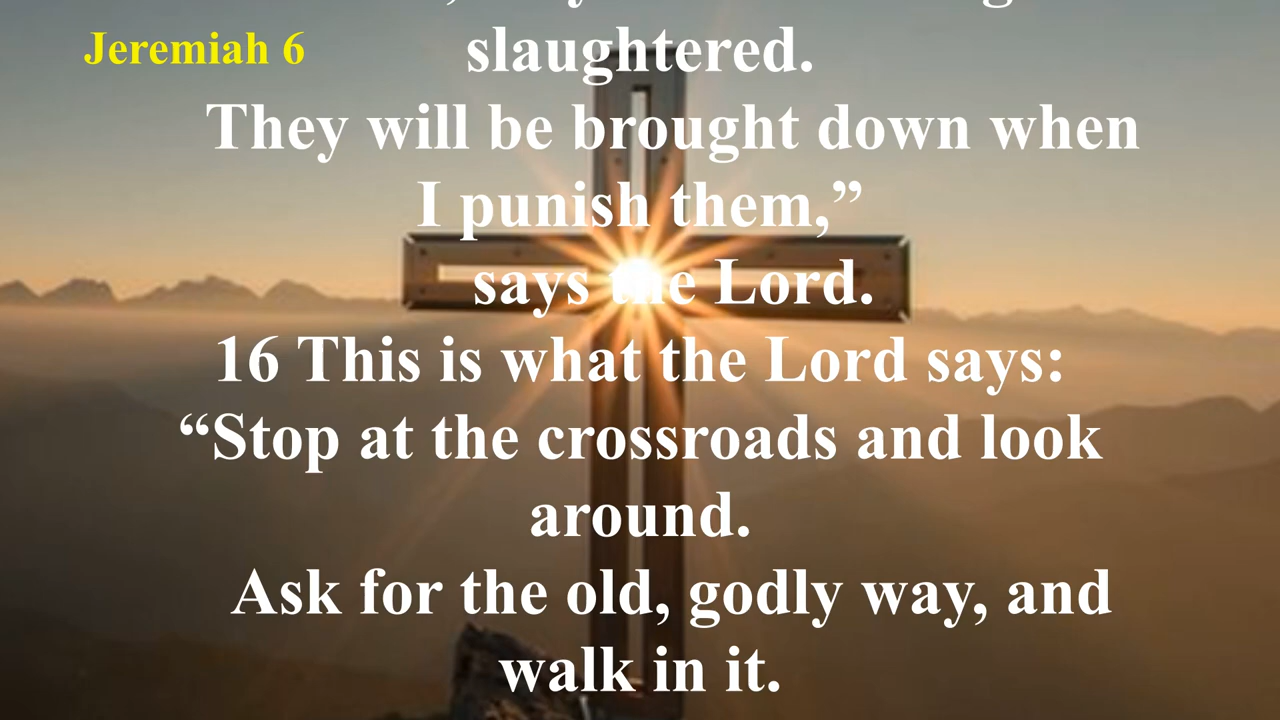 Jeremiah 6
slaughtered.
They will be brought down when
I punish them,”
says the Lord.
16 This is what the Lord says:
“Stop at the crossroads and look
around.
Ask for the old, godly way, and
walk in it.